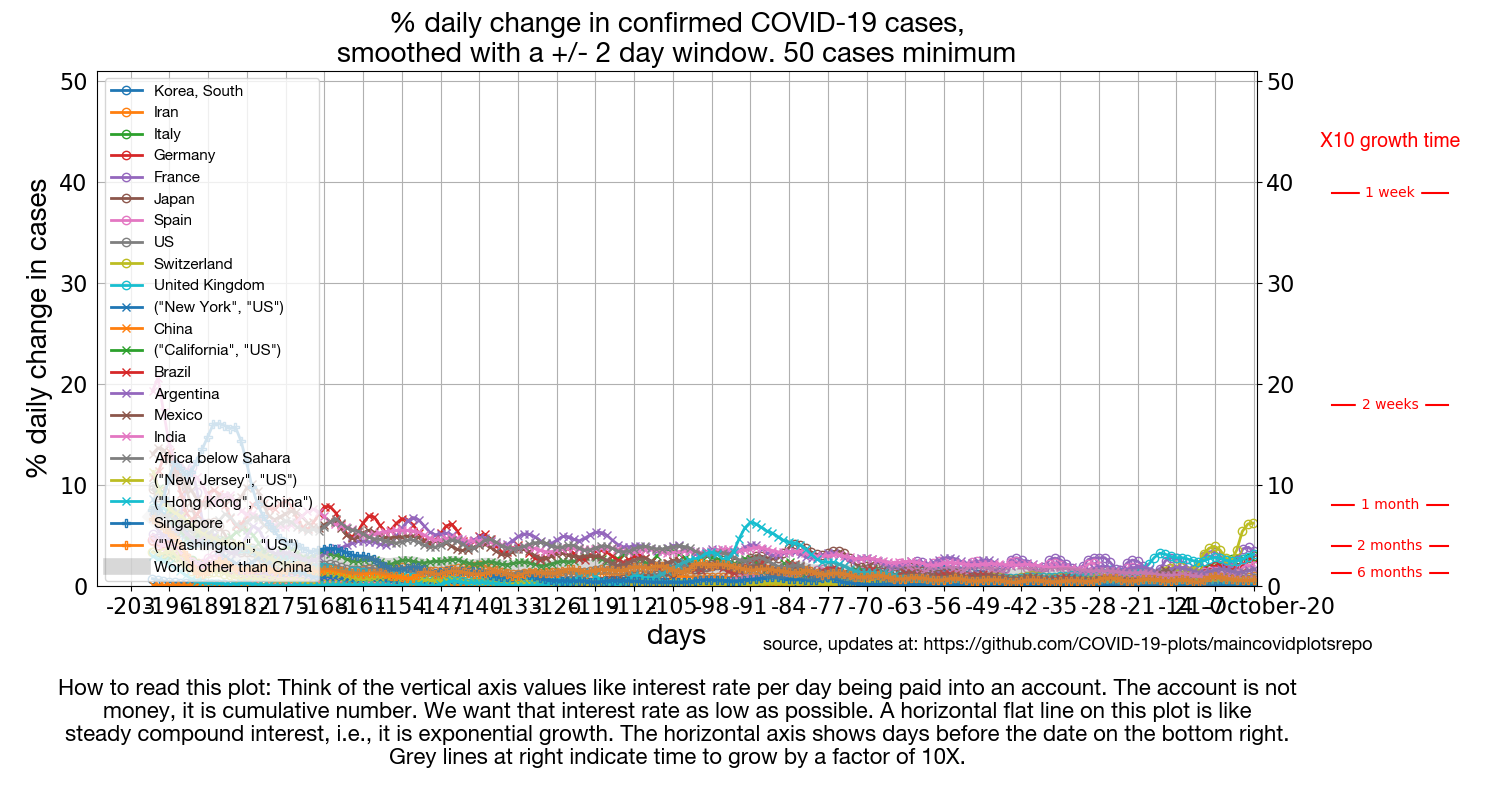 % daily change in confirmed COVID-19 cases,
smoothed with a +/- 2 day window. 50 cases minimum
% daily change in cases
50
40
30
20
10
0
Korea, South
Iran
Italy
Germany
France
Japan
Spain
US
Switzerland
United Kingdom
("New York", "US")
China
("California", "US")
Brazil
Argentina
Mexico
India
Africa below Sahara
("New Jersey", "US")
("Hong Kong", "China")
Singapore
("Washington", "US")
World other than China
50
40
30
20
10
0
X10 growth time
1 week
2 weeks
1 month
2 months
6 months
-203 -196 -189 -182 -175 -168 -161 -154 -147 -140 -133 -126 -119 -112 -105 -98 -91 -84 -77 -70 -63 -56 -49 -42 -35 -28 -21 -14 -7 21-October-20
days
source, updates at: https://github.com/COVID-19-plots/maincovidplotsrepo
How to read this plot: Think of the vertical axis values like interest rate per day being paid into an account. The account is not
money, it is cumulative number. We want that interest rate as low as possible. A horizontal flat line on this plot is like
steady compound interest, i.e., it is exponential growth. The horizontal axis shows days before the date on the bottom right.
Grey lines at right indicate time to grow by a factor of 10X.